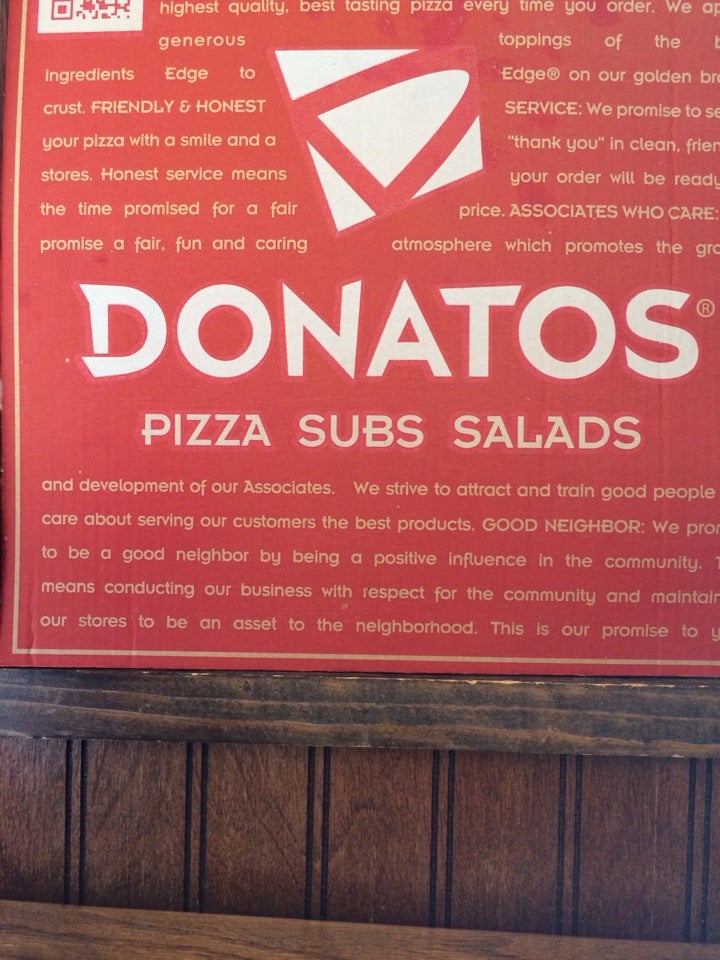 highest quality, best tasting pizza every time you order. We
generous toppings of the
ingredients Edge to Edge® on our golden
crust. FRIENDLY & HONEST SERVICE: We promise to
your pizza with a smile and a "thank you" in clean,
stores. Honest service means your order will be ready
the time promised for a fair price. ASSOCIATES WHO CARE:
promise a fair, fun and caring atmosphere which promotes the
DONATOS®
PIZZA SUBS SALADS
and development of our Associates. We strive to attract and train good people
care about serving our customers the best products. GOOD NEIGHBOR: We
to be a good neighbor by being a positive influence in the community.
means conducting our business with respect for the community and
our stores to be an asset to the neighborhood. This is our promise to